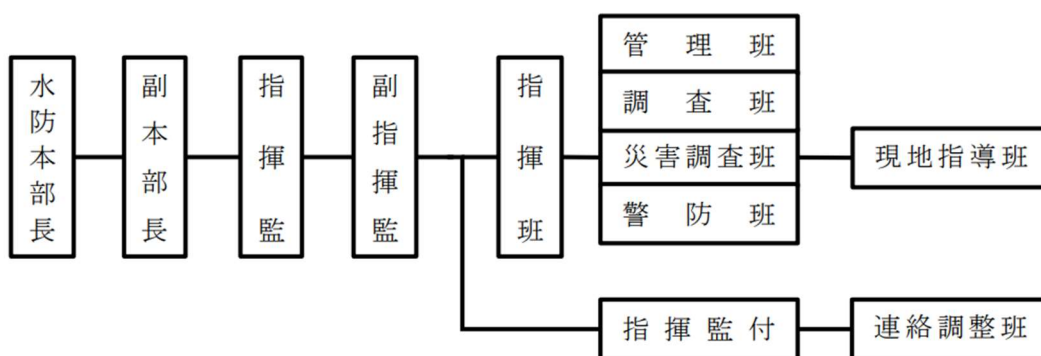 水防本部長
副本部長
指揮監
副指揮監
指揮班
管理班
調査班
災害調査班
警防班
現地指導班
指揮監付
連絡調整班